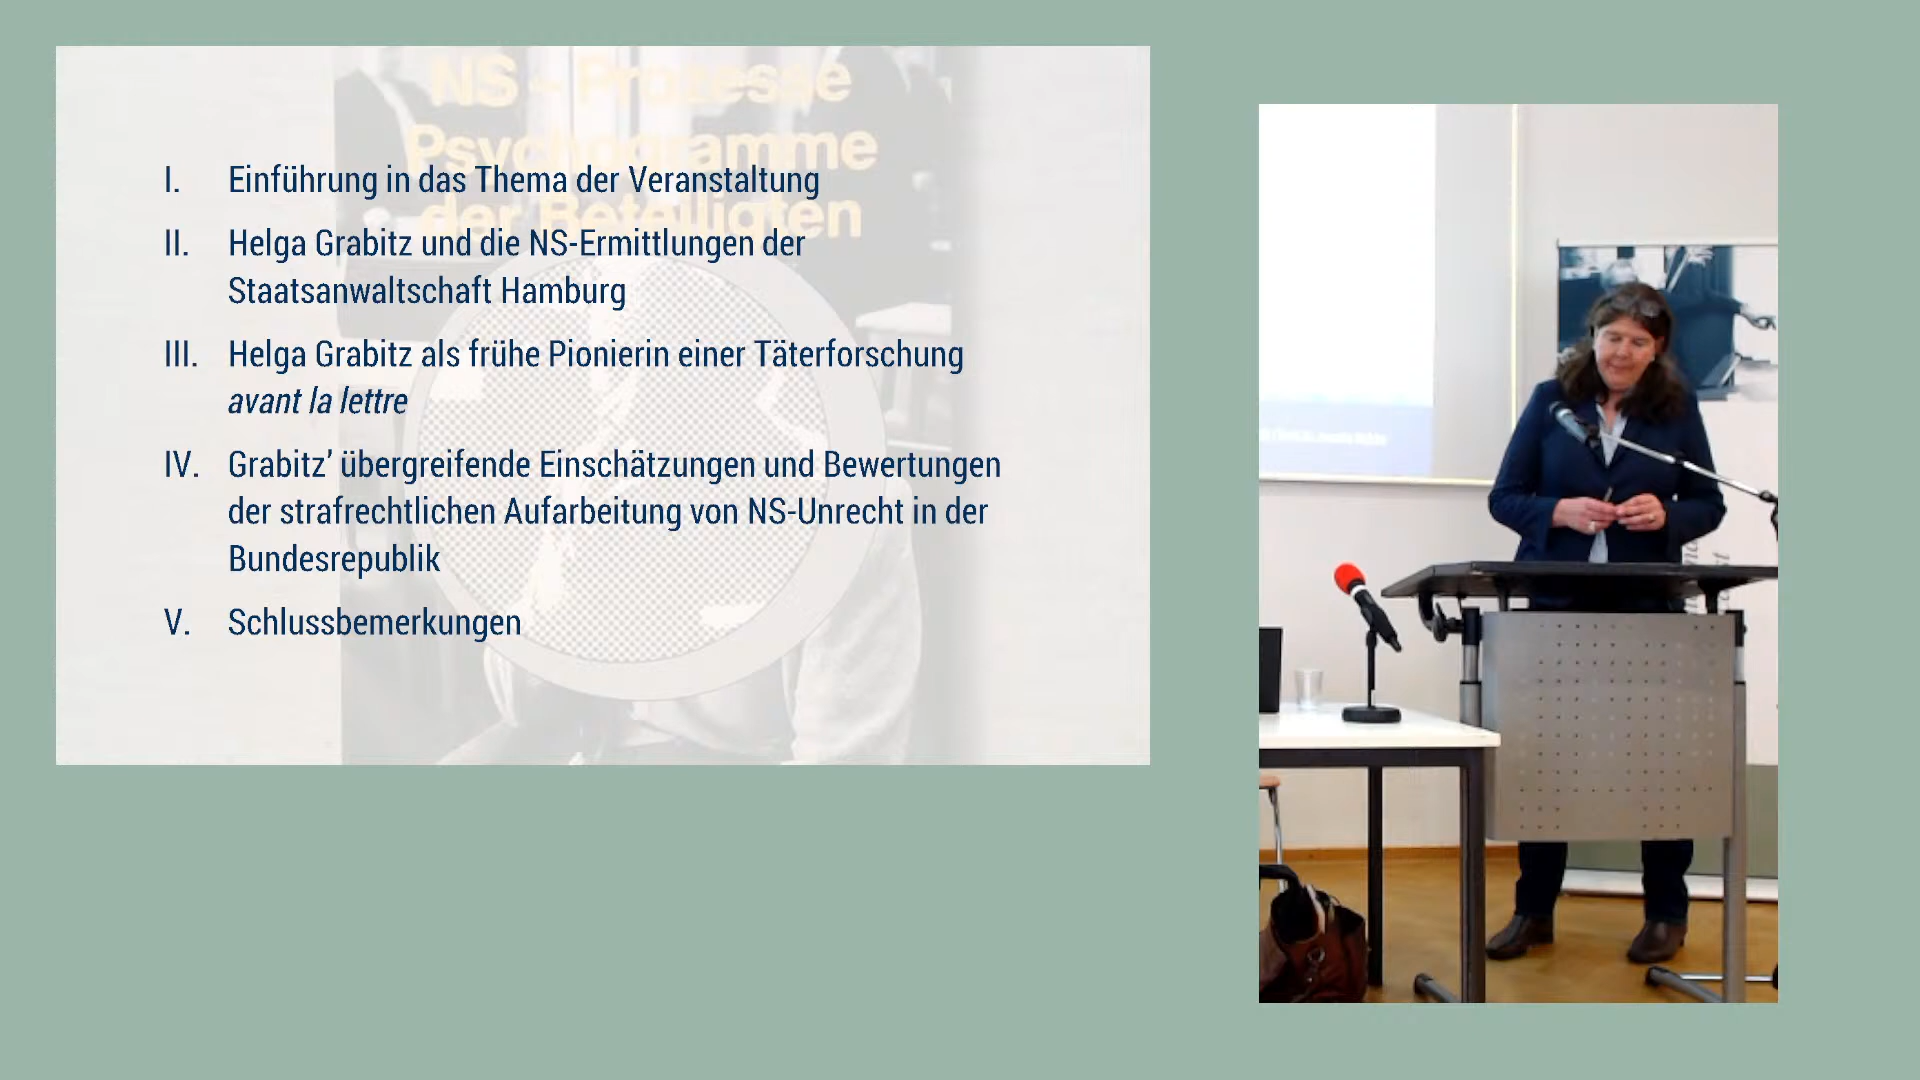 NS - Prozesse
Psychogramme
der Beteiligten
I. Einführung in das Thema der Veranstaltung
II. Helga Grabitz und die NS-Ermittlungen der
Staatsanwaltschaft Hamburg
III. Helga Grabitz als frühe Pionierin einer Täterforschung
avant la lettre
IV. Grabitz’ übergreifende Einschätzungen und Bewertungen
der strafrechtlichen Aufarbeitung von NS-Unrecht in der
Bundesrepublik
V. Schlussbemerkungen